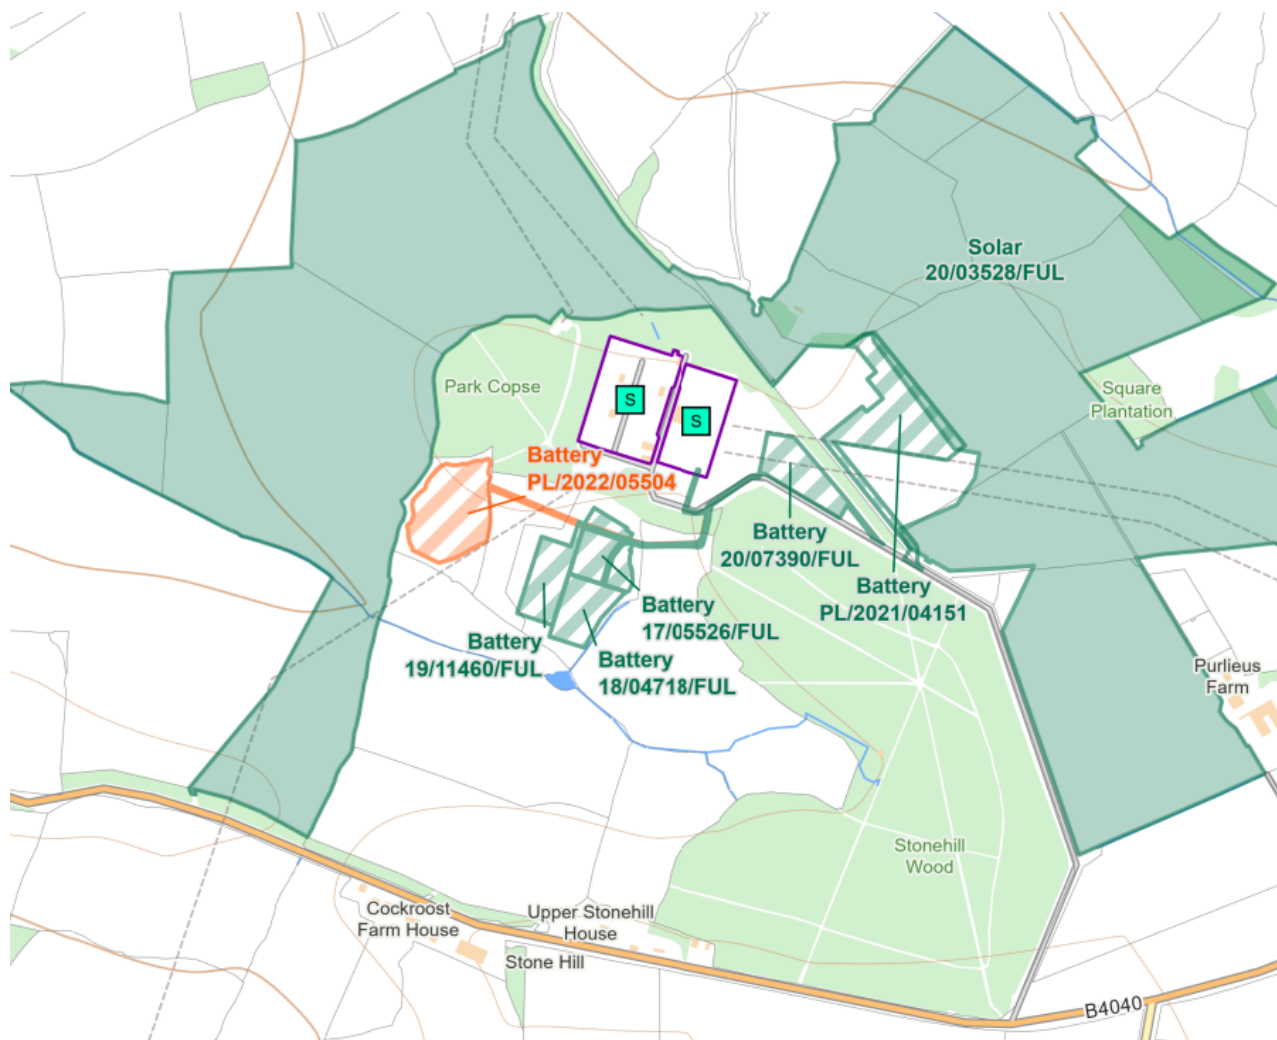 Solar
20/03528/FUL
Park Copse
Square
Plantation
S
S
Battery
PL/2022/05504
Battery
20/07390/FUL
Battery
PL/2021/04151
Battery
17/05526/FUL
Battery
19/11460/FUL
Battery
18/04718/FUL
Purlieus
Farm
Stonehill
Wood
Cockroost
Farm House
Upper Stonehill
House
Stone Hill
B4040